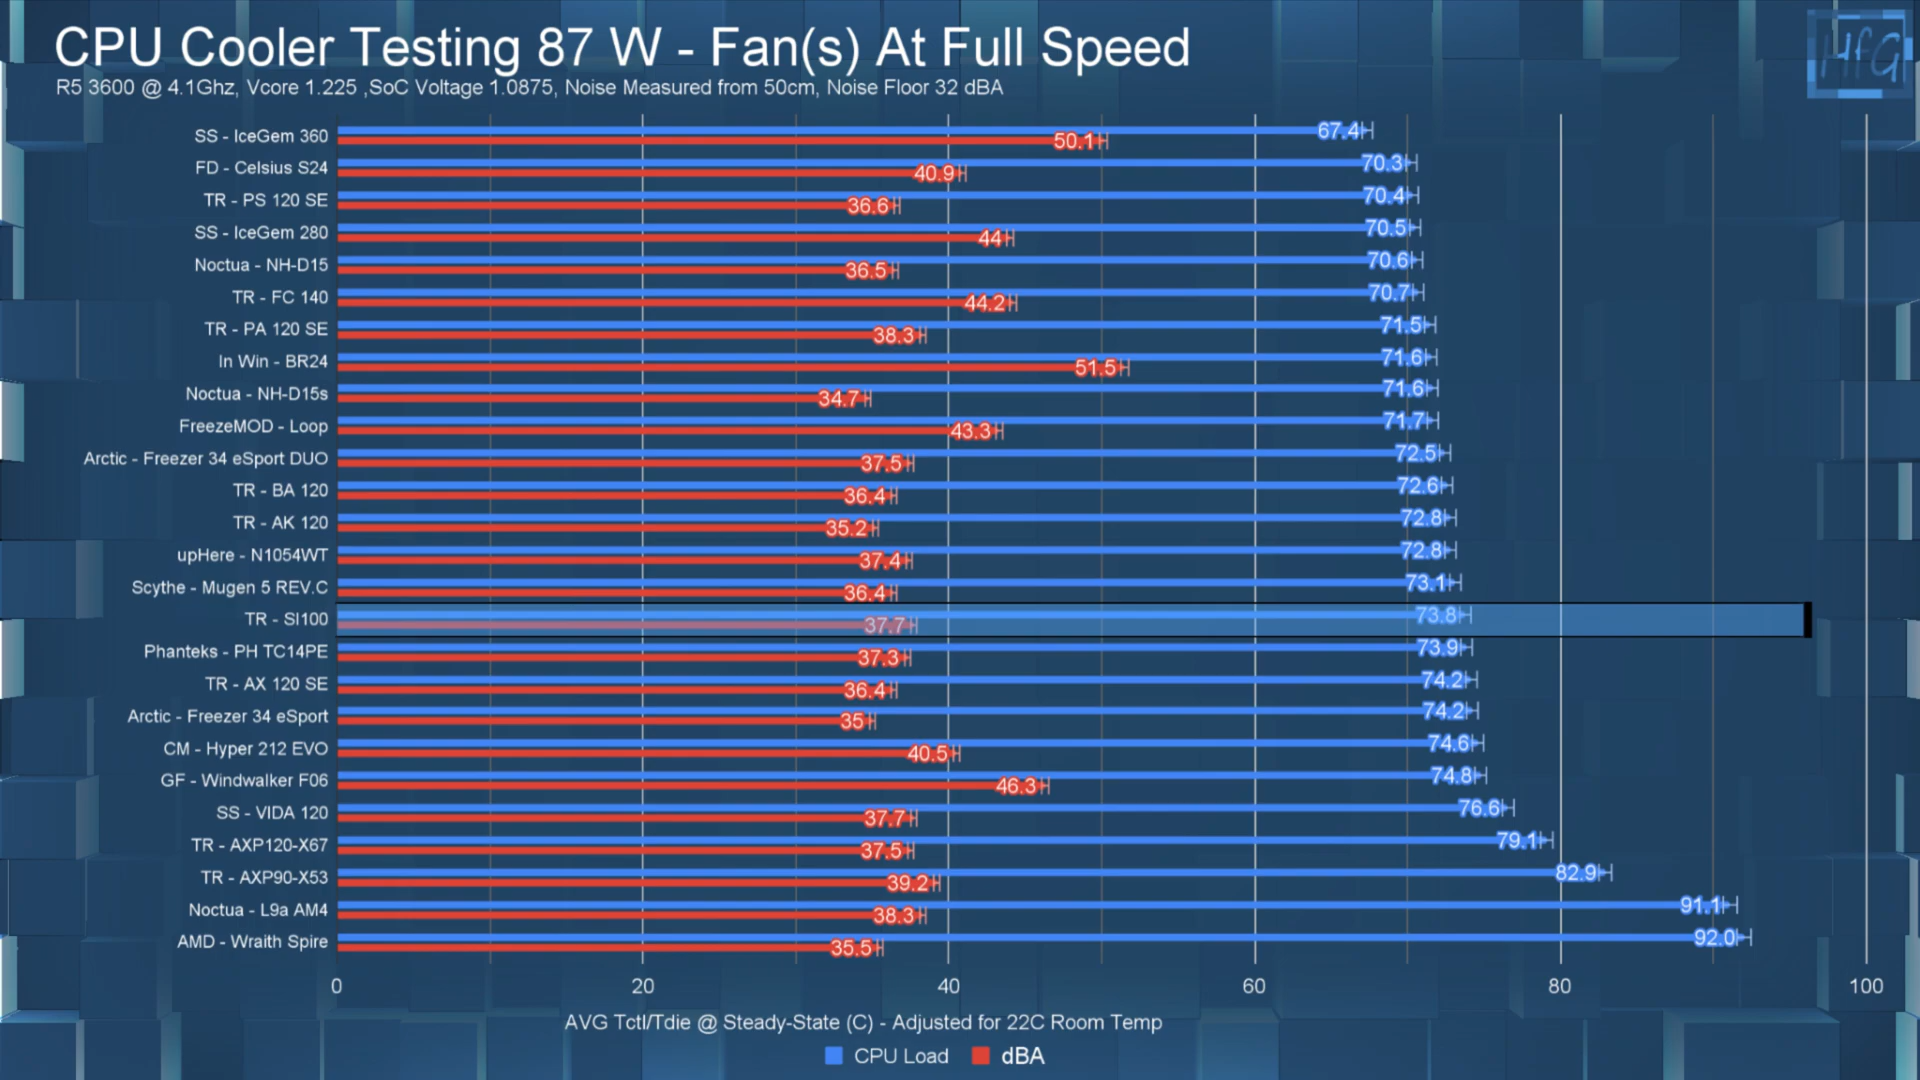 CPU Cooler Testing 87 W - Fan(s) At Full Speed
HfG
R5 3600 @ 4.1Ghz, Vcore 1.225 ,SoC Voltage 1.0875, Noise Measured from 50cm, Noise Floor 32 dBA
SS - IceGem 360 67.4 50.1
FD - Celsius S24 70.3 40.9
TR - PS 120 SE 70.4 36.6
SS - IceGem 280 70.5 44
Noctua - NH-D15 70.6 36.5
TR - FC 140 70.7 44.2
TR - PA 120 SE 71.5 38.3
In Win - BR24 71.6 51.5
Noctua - NH-D15s 71.6 34.7
FreezeMOD - Loop 71.7 43.3
Arctic - Freezer 34 eSport DUO 72.5 37.5
TR - BA 120 72.6 36.4
TR - AK 120 72.8 35.2
upHere - N1054WT 72.8 37.4
Scythe - Mugen 5 REV.C 73.1 36.4
TR - SI100 73.8 37.7
Phanteks - PH TC14PE 73.9 37.3
TR - AX 120 SE 74.2 36.4
Arctic - Freezer 34 eSport 74.2 35
CM - Hyper 212 EVO 74.6 40.5
GF - Windwalker F06 74.8 46.3
SS - VIDA 120 76.6 37.7
TR - AXP120-X67 79.1 37.5
TR - AXP90-X53 82.9 39.2
Noctua - L9a AM4 91.1 38.3
AMD - Wraith Spire 92.0 35.5
0 20 40 60 80 100
AVG Tctl/Tdie @ Steady-State (C) - Adjusted for 22C Room Temp
CPU Load dBA